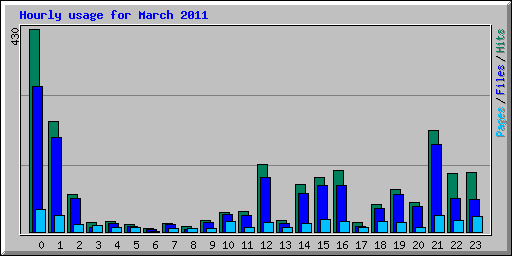 Hourly usage for March 2011
430
Pages/Files/Hits
0 1 2 3 4 5 6 7 8 9 10 11 12 13 14 15 16 17 18 19 20 21 22 23